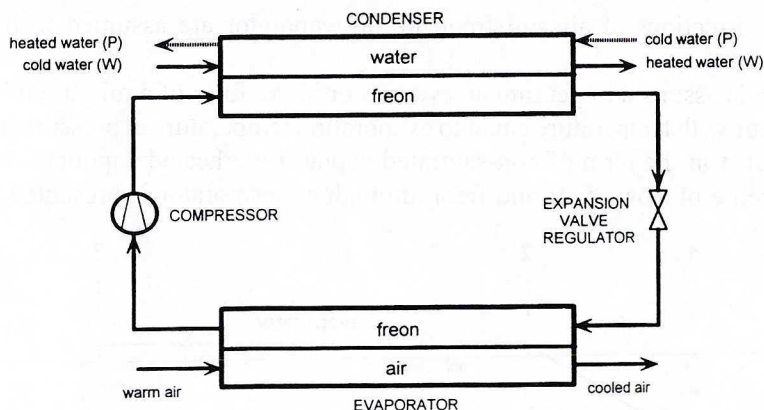 CONDENSER
heated water (P)
cold water (P)
cold water (W)
water
heated water (W)
freon
COMPRESSOR
EXPANSION
VALVE
REGULATOR
freon
air
warm air
cooled air
EVAPORATOR